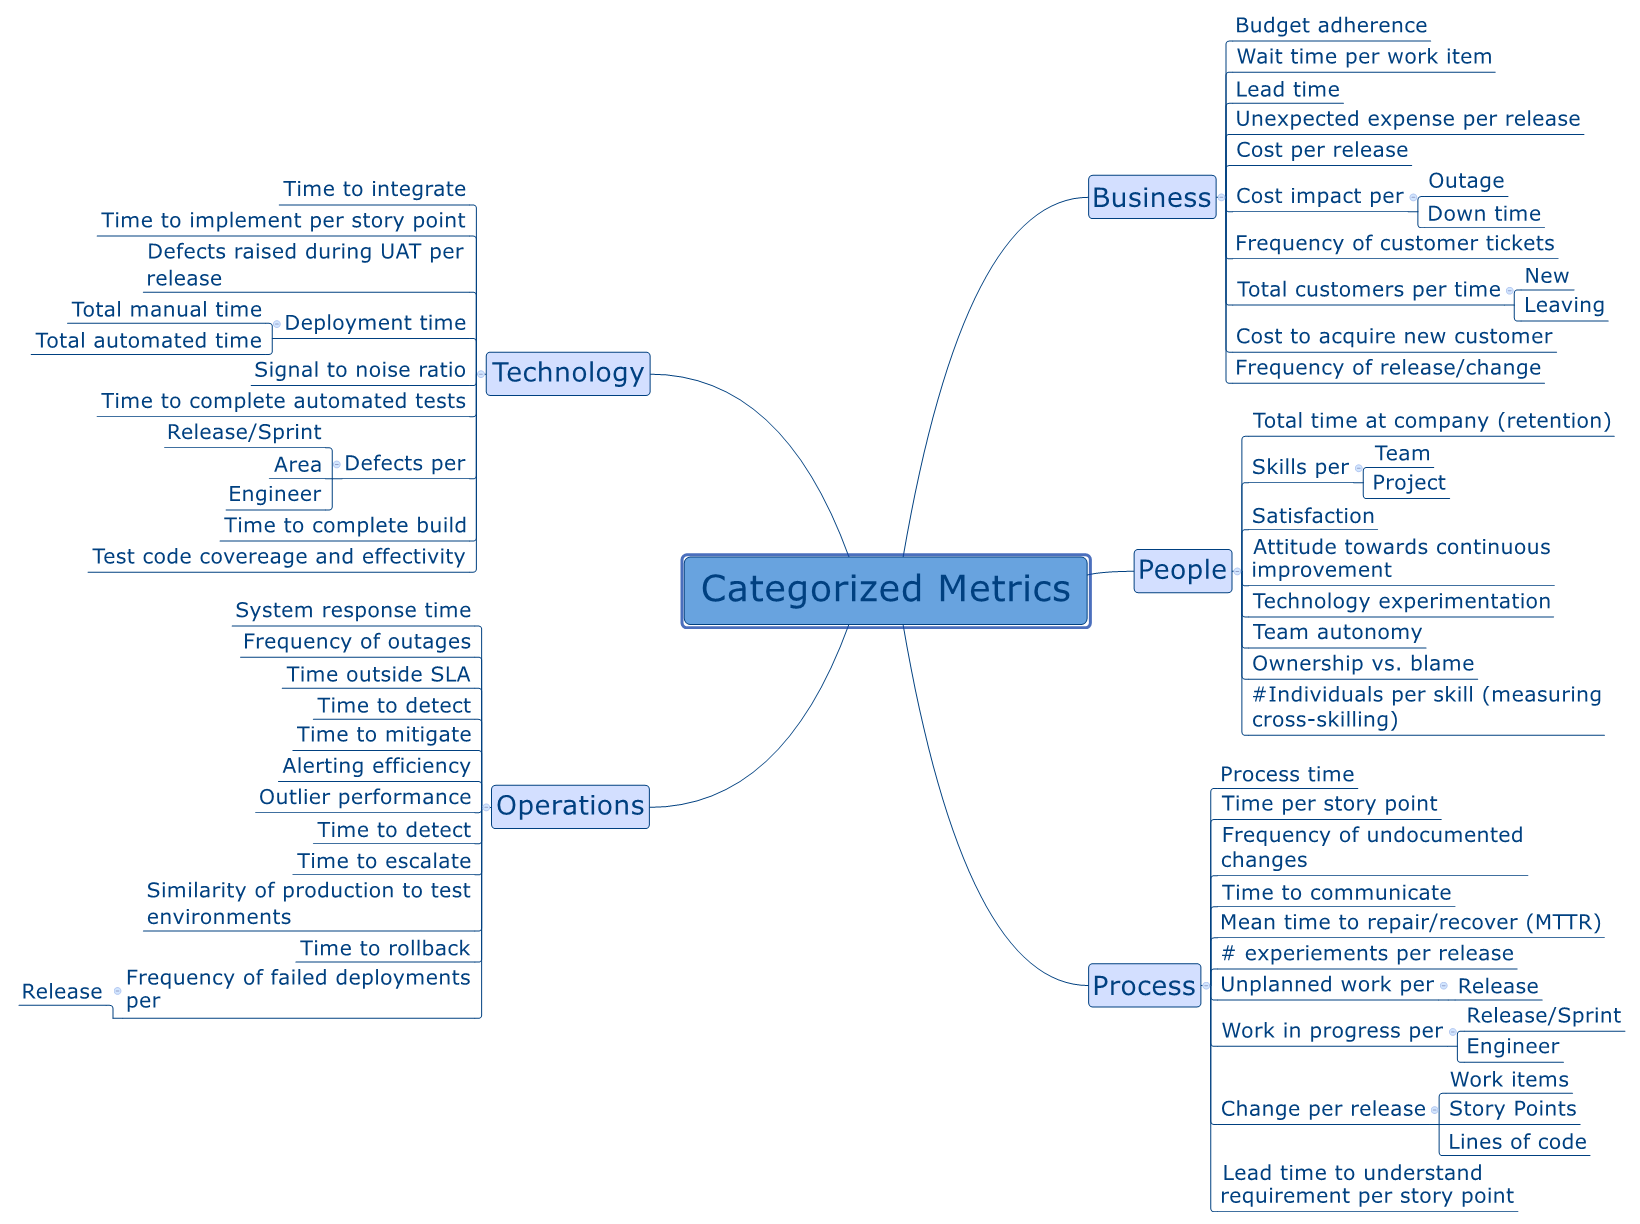 Categorized Metrics
Business
Budget adherence
Wait time per work item
Lead time
Unexpected expense per release
Cost per release
Cost impact per
Outage
Down time
Frequency of customer tickets
Total customers per time
New
Leaving
Cost to acquire new customer
Frequency of release/change
People
Total time at company (retention)
Skills per
Team
Project
Satisfaction
Attitude towards continuous
improvement
Technology experimentation
Team autonomy
Ownership vs. blame
#Individuals per skill (measuring
cross-skilling)
Process
Process time
Time per story point
Frequency of undocumented
changes
Time to communicate
Mean time to repair/recover (MTTR)
# experiements per release
Unplanned work per
Release
Work in progress per
Release/Sprint
Engineer
Change per release
Work items
Story Points
Lines of code
Lead time to understand
requirement per story point
Technology
Time to integrate
Time to implement per story point
Defects raised during UAT per
release
Deployment time
Total manual time
Total automated time
Signal to noise ratio
Time to complete automated tests
Defects per
Release/Sprint
Area
Engineer
Time to complete build
Test code covereage and effectivity
Operations
System response time
Frequency of outages
Time outside SLA
Time to detect
Time to mitigate
Alerting efficiency
Outlier performance
Time to detect
Time to escalate
Similarity of production to test
environments
Time to rollback
Frequency of failed deployments
per
Release